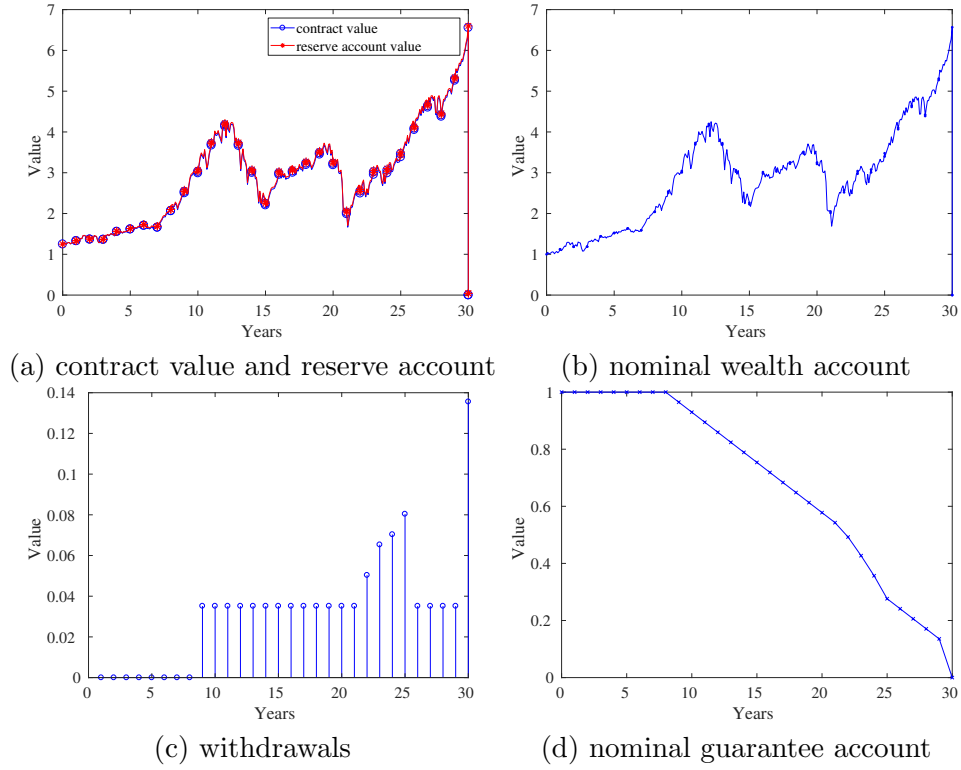 7
6
5
4
3
2
1
0
Value
0 5 10 15 20 25 30
Years
contract value
reserve account value
(a) contract value and reserve account
7
6
5
4
3
2
1
0
Value
0 5 10 15 20 25 30
Years
(b) nominal wealth account
0.14
0.12
0.1
0.08
0.06
0.04
0.02
0
Value
0 5 10 15 20 25 30
Years
(c) withdrawals
1
0.8
0.6
0.4
0.2
0
Value
0 5 10 15 20 25 30
Years
(d) nominal guarantee account